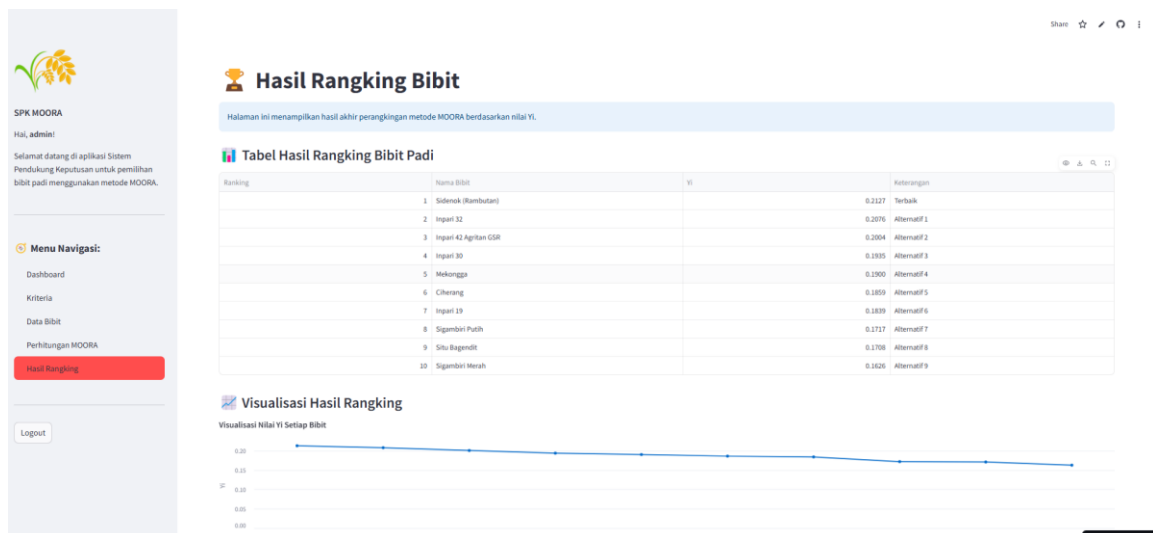 Share
SPK MOORA
Hai, admin!
Selamat datang di aplikasi Sistem
Pendukung Keputusan untuk pemilihan
bibit padi menggunakan metode MOORA.
Menu Navigasi:
Dashboard
Kriteria
Data Bibit
Perhitungan MOORA
Hasil Rangking
Logout
Hasil Rangking Bibit
Halaman ini menampilkan hasil akhir perangkingan metode MOORA berdasarkan nilai Yi.
Tabel Hasil Rangking Bibit Padi
Ranking Nama Bibit Yi Keterangan
1 Sidenok (Rambutan) 0.2127 Terbaik
2 Inpari 32 0.2076 Alternatif 1
3 Inpari 42 Agritan GSR 0.2004 Alternatif 2
4 Inpari 30 0.1935 Alternatif 3
5 Mekongga 0.1900 Alternatif 4
6 Ciherang 0.1859 Alternatif 5
7 Inpari 19 0.1839 Alternatif 6
8 Sigambiri Putih 0.1717 Alternatif 7
9 Situ Bagendit 0.1708 Alternatif 8
10 Sigambiri Merah 0.1626 Alternatif 9
Visualisasi Hasil Rangking
Visualisasi Nilai Yi Setiap Bibit
0.20
0.15
Yi
0.10
0.05
0.00